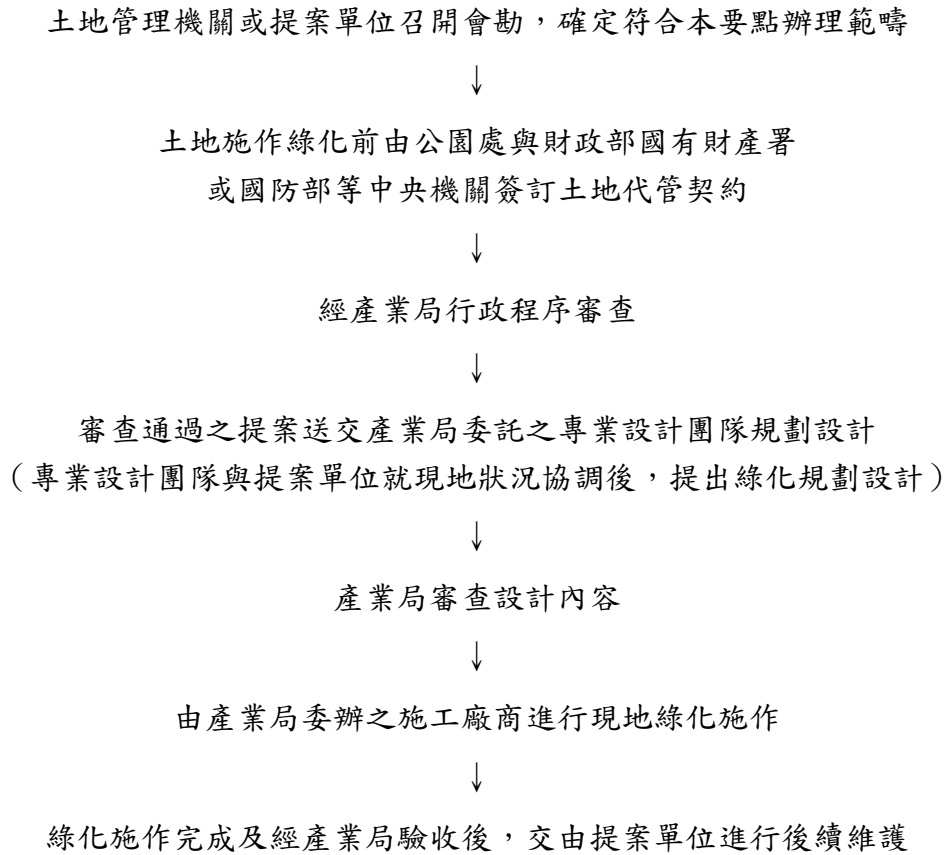 土地管理機關或提案單位召開會勘，確定符合本要點辦理範疇
↓
土地施作綠化前由公園處與財政部國有財產署
或國防部等中央機關簽訂土地代管契約
↓
經產業局行政程序審查
↓
審查通過之提案送交產業局委託之專業設計團隊規劃設計
（專業設計團隊與提案單位就現地狀況協調後，提出綠化規劃設計）
↓
產業局審查設計內容
↓
由產業局委辦之施工廠商進行現地綠化施作
↓
綠化施作完成及經產業局驗收後，交由提案單位進行後續維護